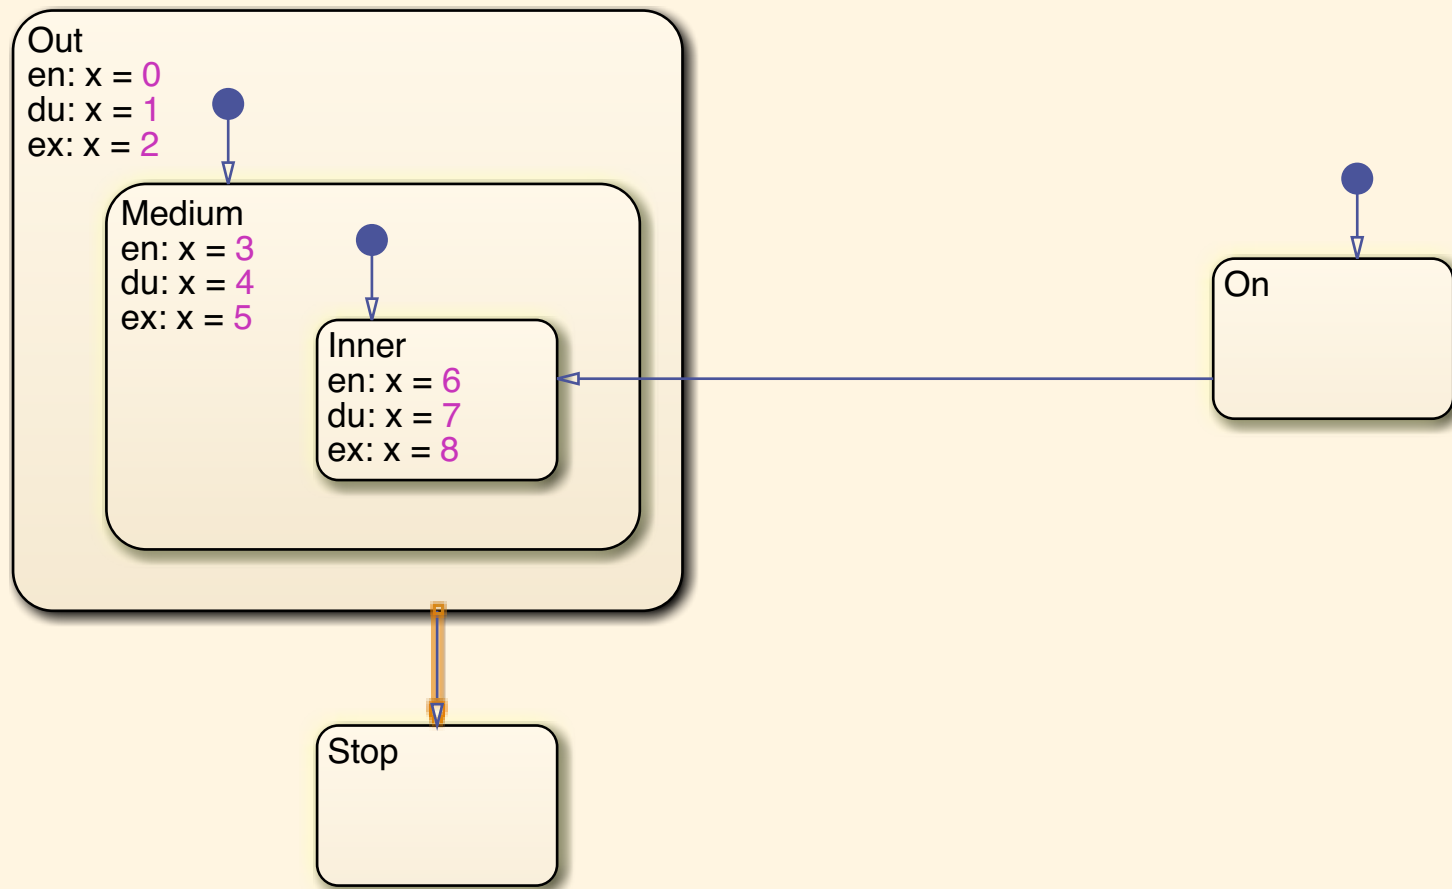 Out
en: x = 0
du: x = 1
ex: x = 2
Medium
en: x = 3
du: x = 4
ex: x = 5
On
Inner
en: x = 6
du: x = 7
ex: x = 8
Stop